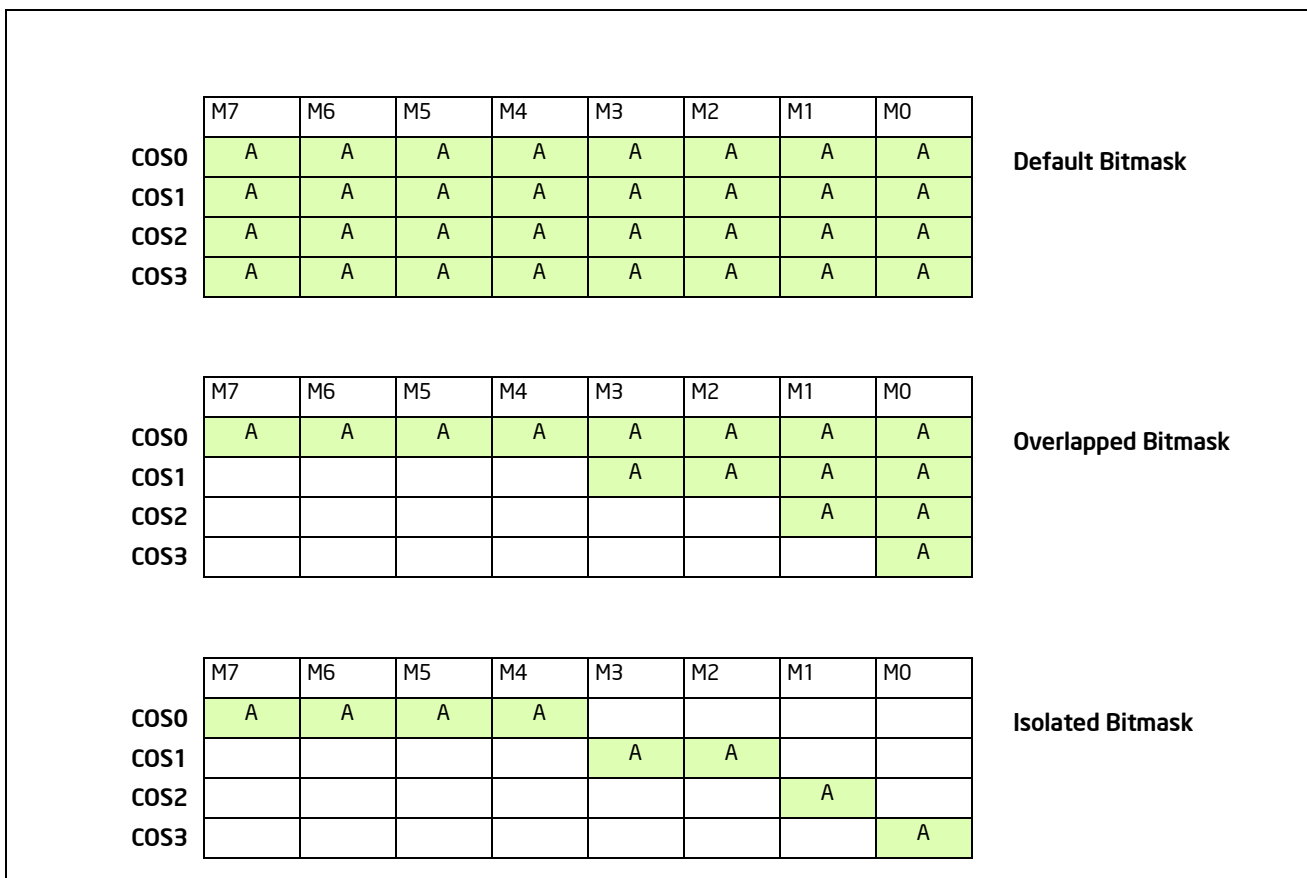 M7 M6 M5 M4 M3 M2 M1 M0
COS0 A A A A A A A A Default Bitmask
COS1 A A A A A A A A
COS2 A A A A A A A A
COS3 A A A A A A A A
M7 M6 M5 M4 M3 M2 M1 M0
COS0 A A A A A A A A Overlapped Bitmask
COS1 A A A A
COS2 A A
COS3 A
M7 M6 M5 M4 M3 M2 M1 M0
COS0 A A A A Isolated Bitmask
COS1 A A
COS2 A
COS3 A